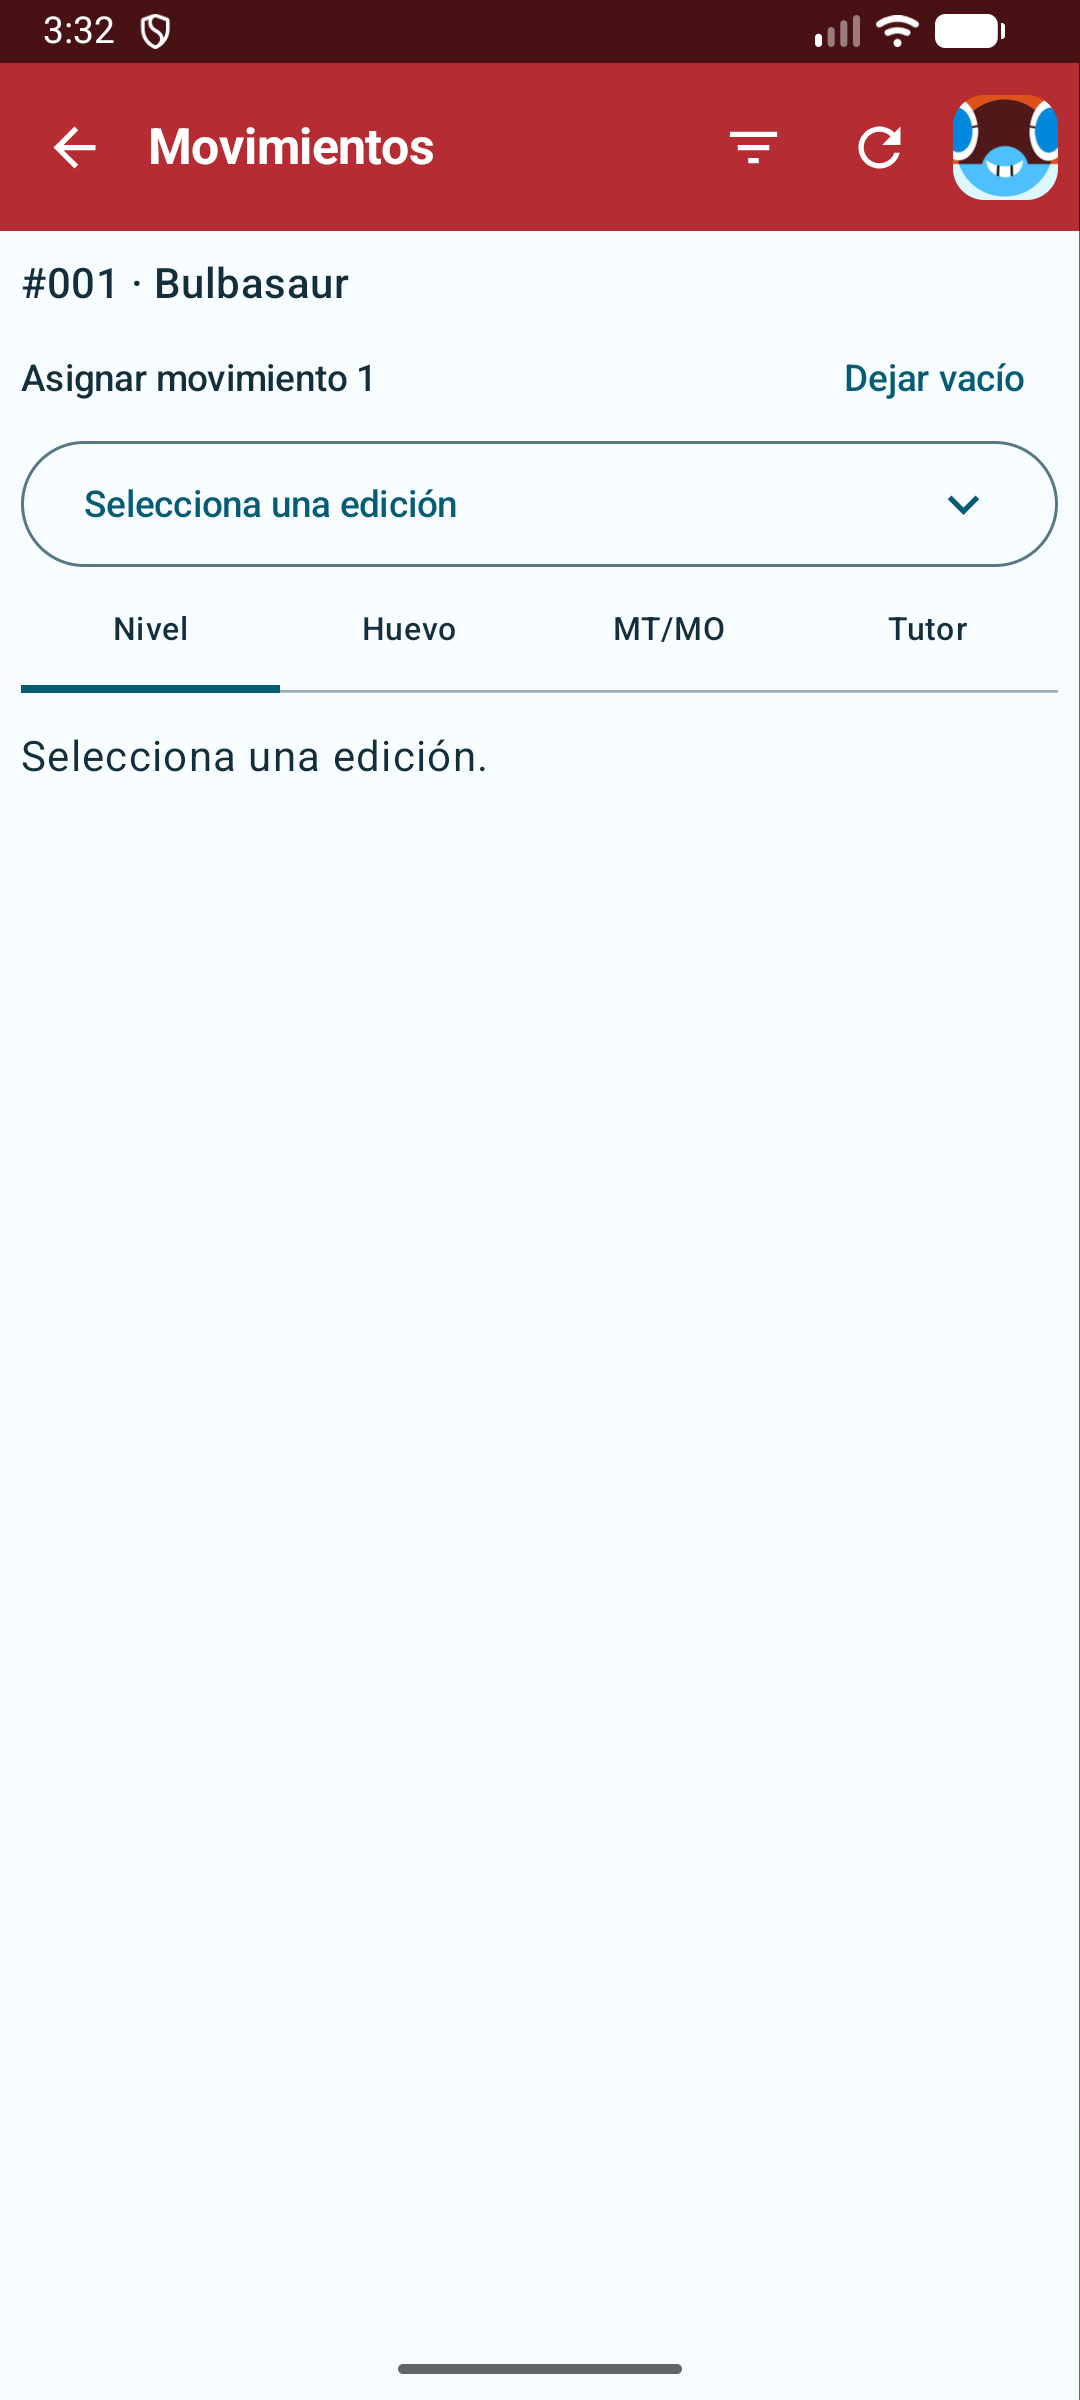 3:32
Movimientos
#001 · Bulbasaur
Asignar movimiento 1
Dejar vacío
Selecciona una edición
Nivel
Huevo
MT/MO
Tutor
Selecciona una edición.